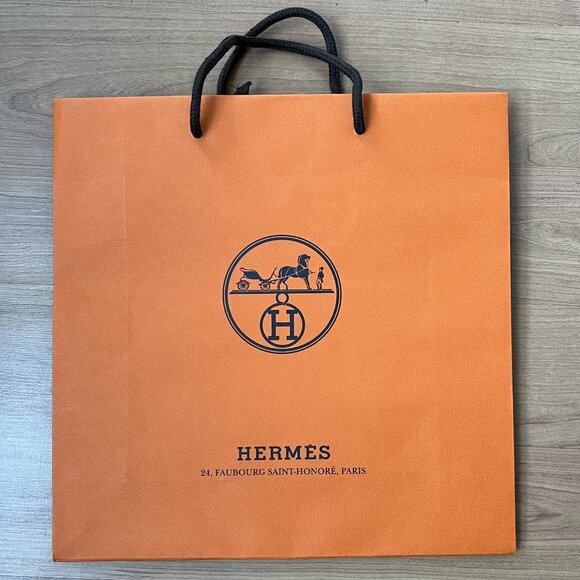 H
HERMÈS
24, FAUBOURG SAINT-HONORÉ, PARIS